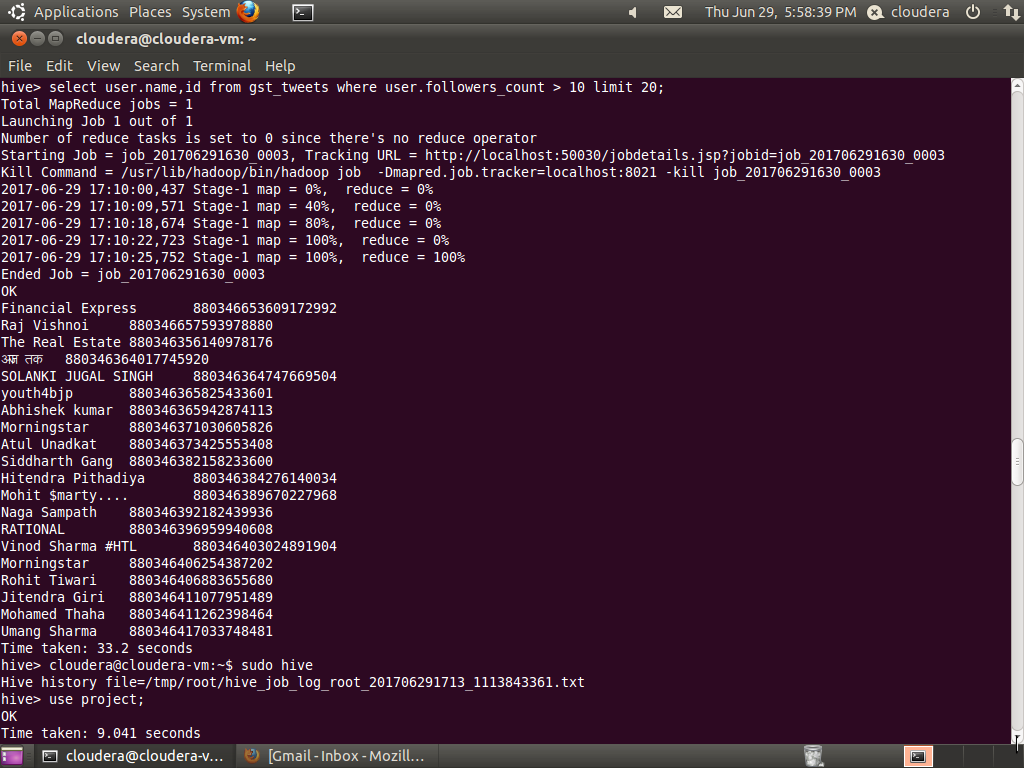 Applications Places System Thu Jun 29, 5:58:39 PM cloudera
cloudera@cloudera-vm: ~
File Edit View Search Terminal Help
hive> select user.name,id from gst_tweets where user.followers_count > 10 limit 20;
Total MapReduce jobs = 1
Launching Job 1 out of 1
Number of reduce tasks is set to 0 since there's no reduce operator
Starting Job = job_201706291630_0003, Tracking URL = http://localhost:50030/jobdetails.jsp?jobid=job_201706291630_0003
Kill Command = /usr/lib/hadoop/bin/hadoop job  -Dmapred.job.tracker=localhost:8021 -kill job_201706291630_0003
2017-06-29 17:10:00,437 Stage-1 map = 0%,  reduce = 0%
2017-06-29 17:10:09,571 Stage-1 map = 40%,  reduce = 0%
2017-06-29 17:10:18,674 Stage-1 map = 80%,  reduce = 0%
2017-06-29 17:10:22,723 Stage-1 map = 100%,  reduce = 0%
2017-06-29 17:10:25,752 Stage-1 map = 100%,  reduce = 100%
Ended Job = job_201706291630_0003
OK
Financial Express 880346653609172992
Raj Vishnoi 880346657593978880
The Real Estate 880346356140978176
तक 880346364017745920
SOLANKI JUGAL SINGH 880346364747669504
youth4bjp 880346365825433601
Abhishek kumar 880346365942874113
Morningstar 880346371030605826
Atul Unadkat 880346373425553408
Siddharth Gang 880346382158233600
Hitendra Pithadiya 880346384276140034
Mohit $marty.... 880346389670227968
Naga Sampath 880346392182439936
RATIONAL 880346396959940608
Vinod Sharma #HTL 880346403024891904
Morningstar 880346406254387202
Rohit Tiwari 880346406883655680
Jitendra Giri 880346411077951489
Mohamed Thaha 880346411262398464
Umang Sharma 880346417033748481
Time taken: 33.2 seconds
hive> cloudera@cloudera-vm:~$ sudo hive
Hive history file=/tmp/root/hive_job_log_root_201706291713_1113843361.txt
hive> use project;
OK
Time taken: 9.041 seconds
cloudera@cloudera-v... [Gmail - Inbox - Mozill...